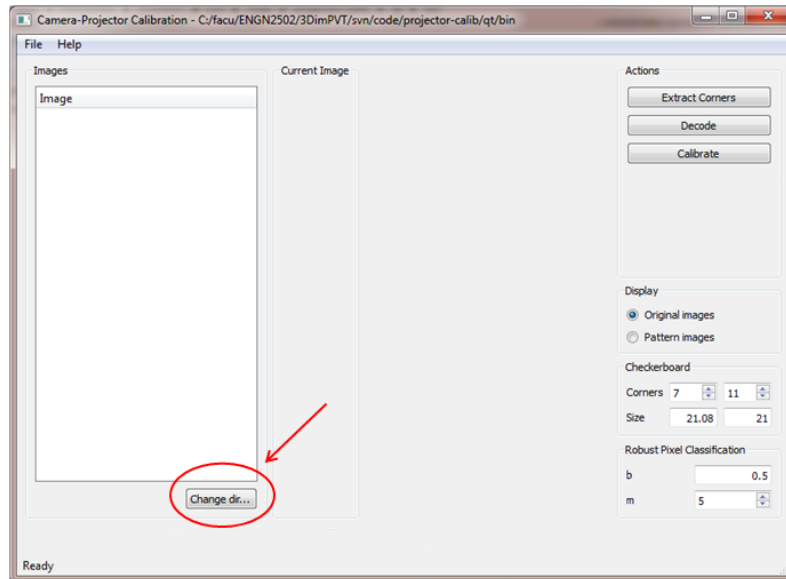 Camera-Projector Calibration - C:/facu/ENGN2502/3DimPVT/svn/code/projector-calib/qt/bin
File Help
Images
Image
Change dir...
Current Image
Actions
Extract Corners
Decode
Calibrate
Display
Original images
Pattern images
Checkerboard
Corners 7 11
Size 21.08 21
Robust Pixel Classification
b 0.5
m 5
Ready